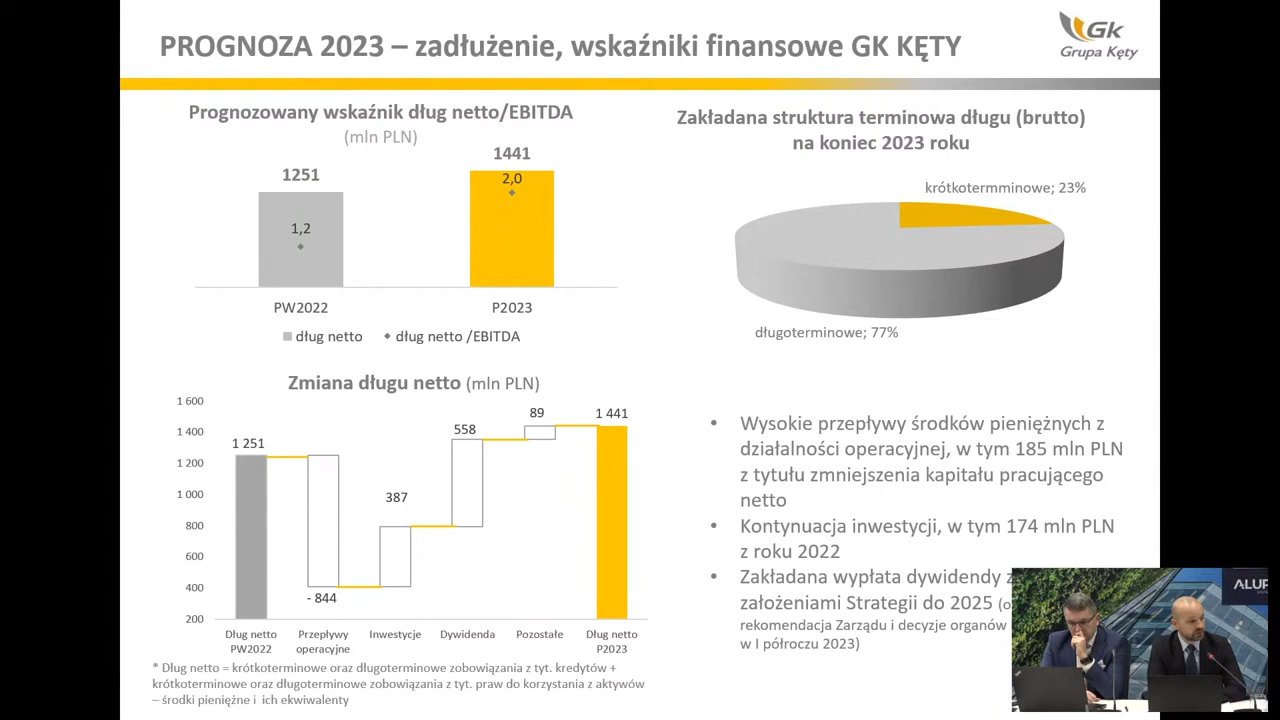 PROGNOZA 2023 – zadłużenie, wskaźniki finansowe GK KĘTY
Gk
Grupa Kęty
Prognozowany wskaźnik dług netto/EBITDA
(mln PLN)
1251
1441
1,2
2,0
PW2022
P2023
dług netto
dług netto /EBITDA
Zakładana struktura terminowa długu (brutto)
na koniec 2023 roku
krótkotermminowe; 23%
długoterminowe; 77%
Zmiana długu netto (mln PLN)
1 600
1 400
1 200
1 000
800
600
400
200
1 251
- 844
387
558
89
1 441
Dług netto
PW2022
Przepływy
operacyjne
Inwestycje
Dywidenda
Pozostałe
Dług netto
P2023
* Dług netto = krótkoterminowe oraz długoterminowe zobowiązania z tyt. kredytów +
krótkoterminowe oraz długoterminowe zobowiązania z tyt. praw do korzystania z aktywów
– środki pieniężne i ich ekwiwalenty
• Wysokie przepływy środków pieniężnych z
działalności operacyjnej, w tym 185 mln PLN
z tytułu zmniejszenia kapitału pracującego
netto
• Kontynuacja inwestycji, w tym 174 mln PLN
z roku 2022
• Zakładana wypłata dywidendy z
założeniami Strategii do 2025 (o
rekomendacja Zarządu i decyzje organów
w I półroczu 2023)
ALUP